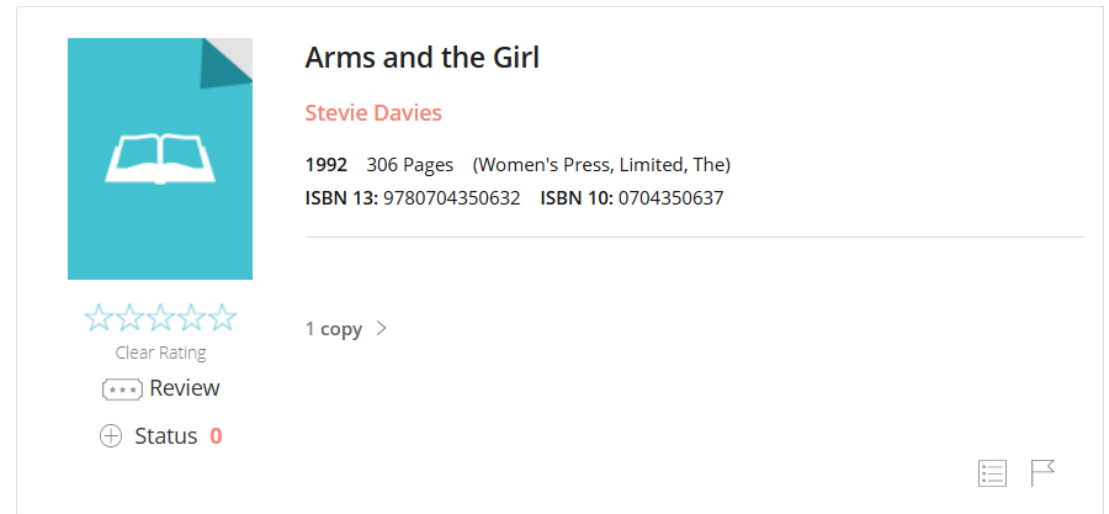 Arms and the Girl
Stevie Davies
1992 306 Pages (Women's Press, Limited, The)
ISBN 13: 9780704350632 ISBN 10: 0704350637
1 copy >
Clear Rating
Review
Status 0